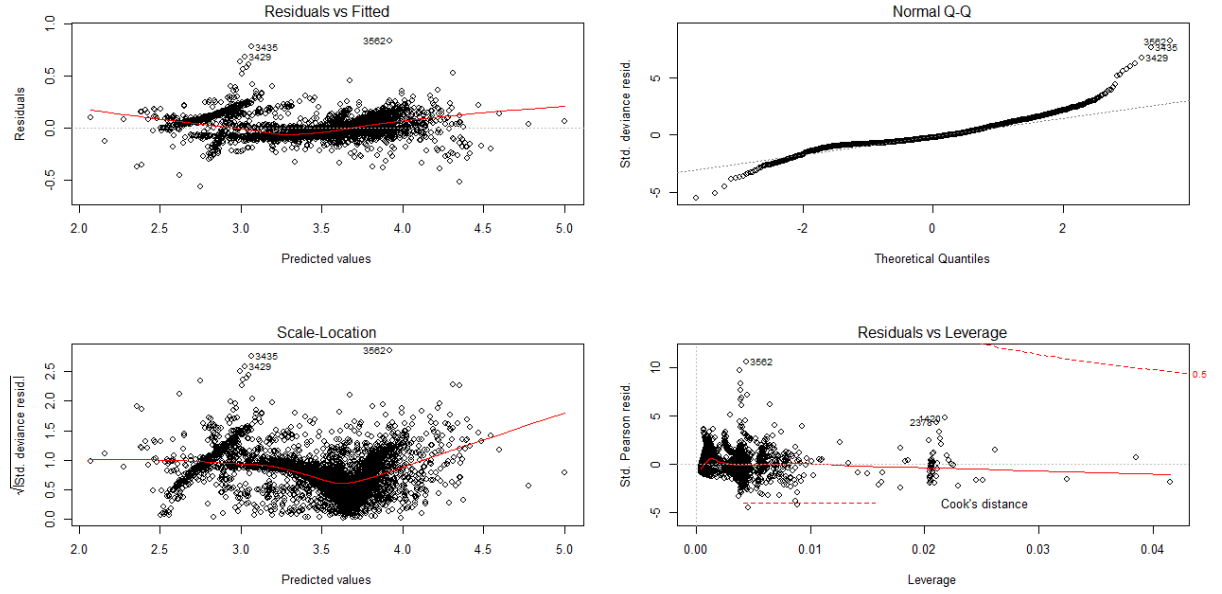 Residuals vs Fitted
Residuals
1.0
0.5
0.0
-0.5
3562
3435
3429
2.0 2.5 3.0 3.5 4.0 4.5 5.0
Predicted values
Normal Q-Q
Std. deviance resid.
5
0
-5
3562
3435
3429
-2 0 2
Theoretical Quantiles
Scale-Location
√|Std. deviance resid.|
2.5
2.0
1.5
1.0
0.5
0.0
3562
3435
3429
2.0 2.5 3.0 3.5 4.0 4.5 5.0
Predicted values
Residuals vs Leverage
Std. Pearson resid.
10
5
0
-5
3562
1420
2378
0.5
Cook's distance
0.00 0.01 0.02 0.03 0.04
Leverage